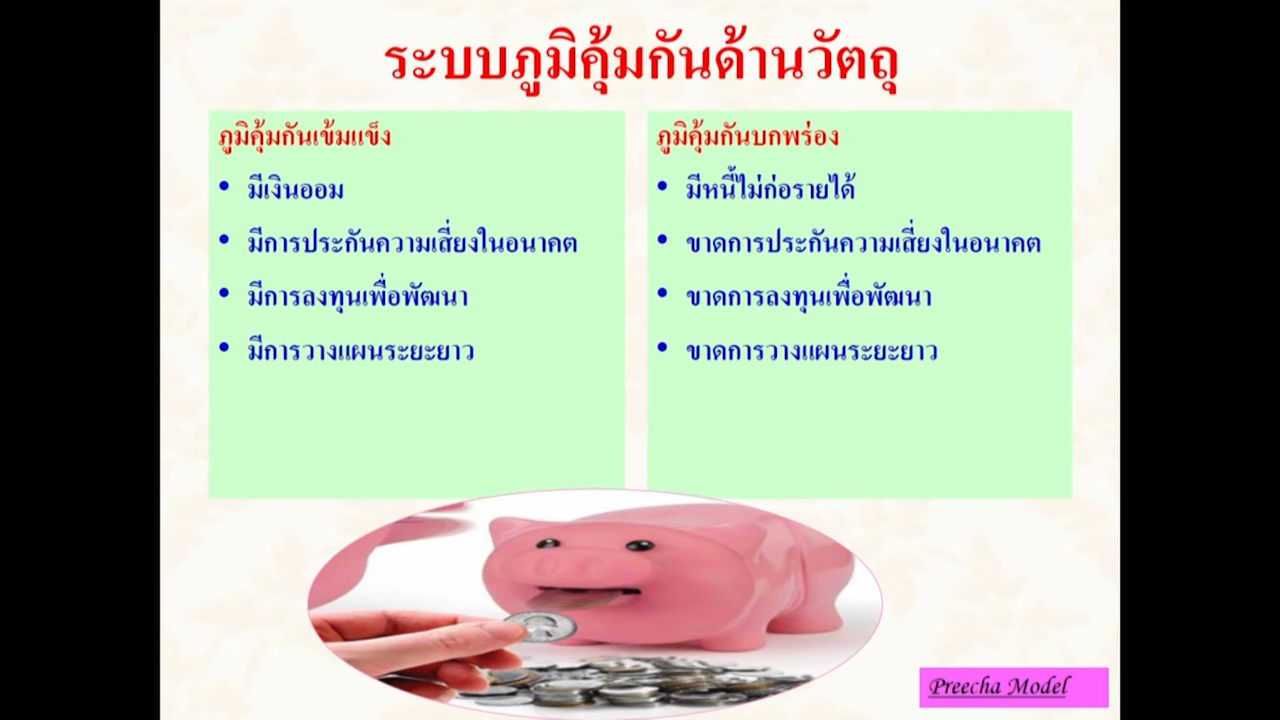 ระบบภูมิคุ้มกันด้านวัตถุ
ภูมิคุ้มกันเข้มแข็ง
• มีเงินออม
• มีการประกันความเสี่ยงในอนาคต
• มีการลงทุนเพื่อพัฒนา
• มีการวางแผนระยะยาว
ภูมิคุ้มกันบกพร่อง
• มีหนี้ไม่ก่อรายได้
• ขาดการประกันความเสี่ยงในอนาคต
• ขาดการลงทุนเพื่อพัฒนา
• ขาดการวางแผนระยะยาว
Preecha Model